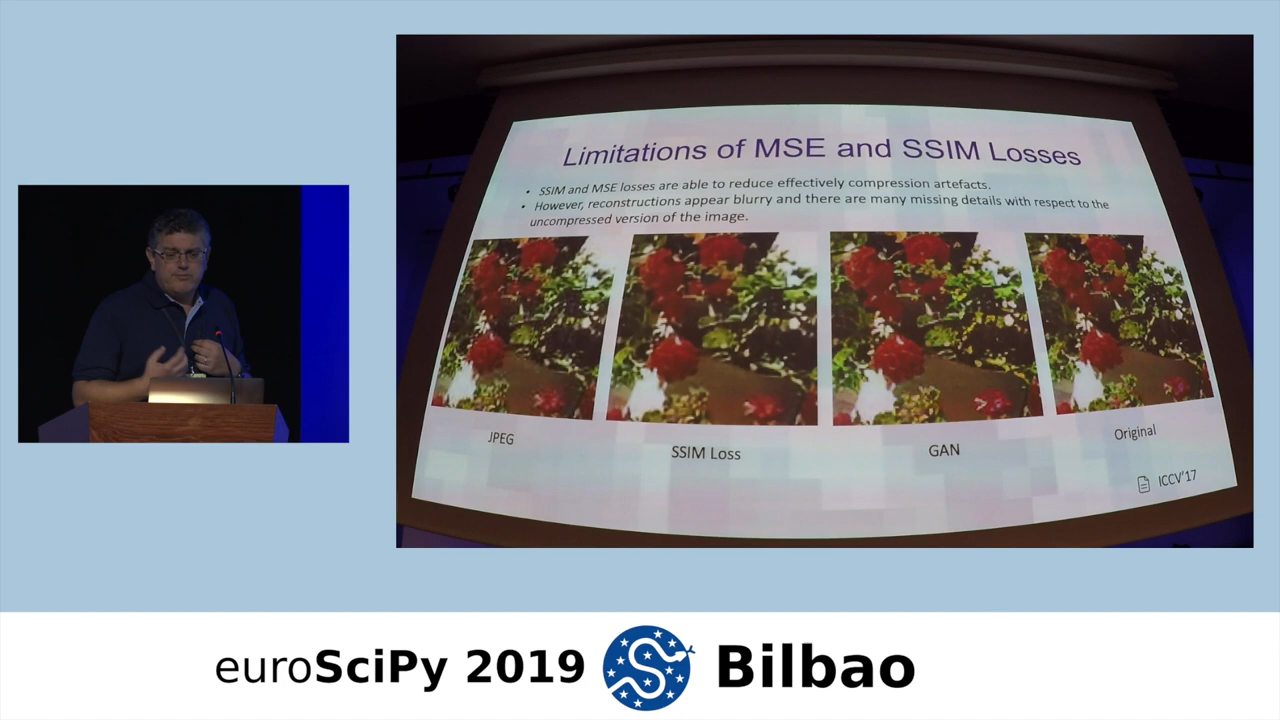 Limitations of MSE and SSIM Losses
• SSIM and MSE losses are able to reduce effectively compression artefacts.
• However, reconstructions appear blurry and there are many missing details with respect to the
uncompressed version of the image.
JPEG
SSIM Loss
GAN
Original
ICCV'17
euroSciPy 2019
Bilbao